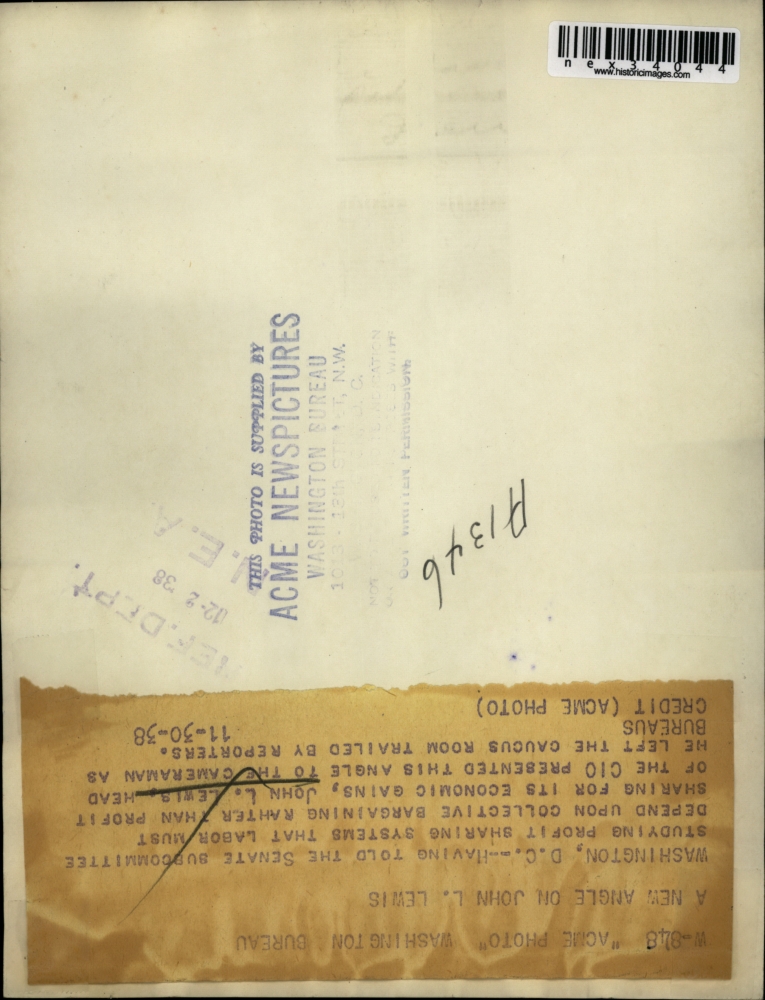 nex34044
www.historicimages.com
THIS PHOTO IS SUPPLIED BY
ACME NEWSPICTURES
WASHINGTON BUREAU
N.W.
OUT WRITTEN PERMISSION.
A1346
N.E.A.
12-2 '38
REF. DEPT.
W-848 "ACME PHOTO" WASHINGTON BUREAU
A NEW ANGLE ON JOHN L. LEWIS
WASHINGTON, D.C.--HAVING TOLD THE SENATE SUBCOMMITTEE
STUDYING PROFIT SHARING SYSTEMS THAT LABOR MUST
DEPEND UPON COLLECTIVE BARGAINING RAHTER THAN PROFIT
SHARING FOR ITS ECONOMIC GAINS, JOHN L. LEWIS, HEAD
OF THE CIO PRESENTED THIS ANGLE TO THE CAMERAMAN AS
HE LEFT THE CAUCUS ROOM TRAILED BY REPORTERS.
BUREAUS 11-30-38
CREDIT (ACME PHOTO)